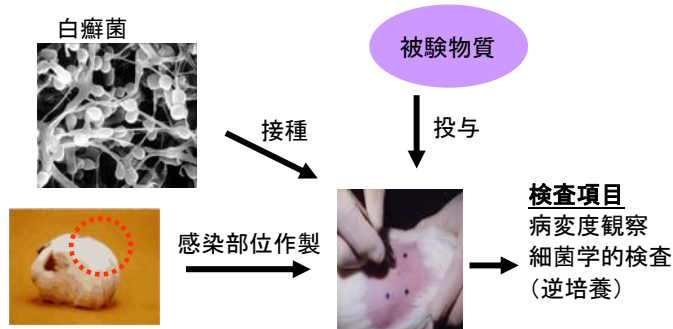 白癬菌
被験物質
接種
投与
感染部位作製
検査項目
病変度観察
細菌学的検査
（逆培養）